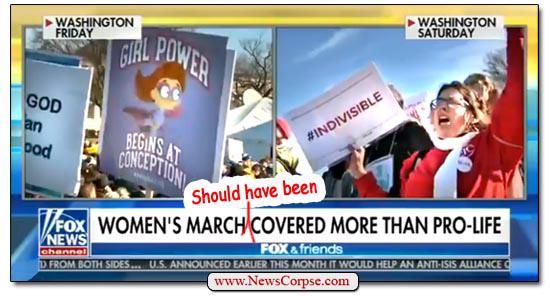 WASHINGTON
FRIDAY
WASHINGTON
SATURDAY
GIRL POWER
BEGINS AT
CONCEPTION!
GOD
an
ood
#INDIVISIBLE
Should have been
WOMEN'S MARCH COVERED MORE THAN PRO-LIFE
FOX
NEWS
channel
FOX & friends
D FROM BOTH SIDES... U.S. ANNOUNCED EARLIER THIS MONTH IT WOULD HELP AN ANTI-ISIS ALLIANCE
www.NewsCorpse.com